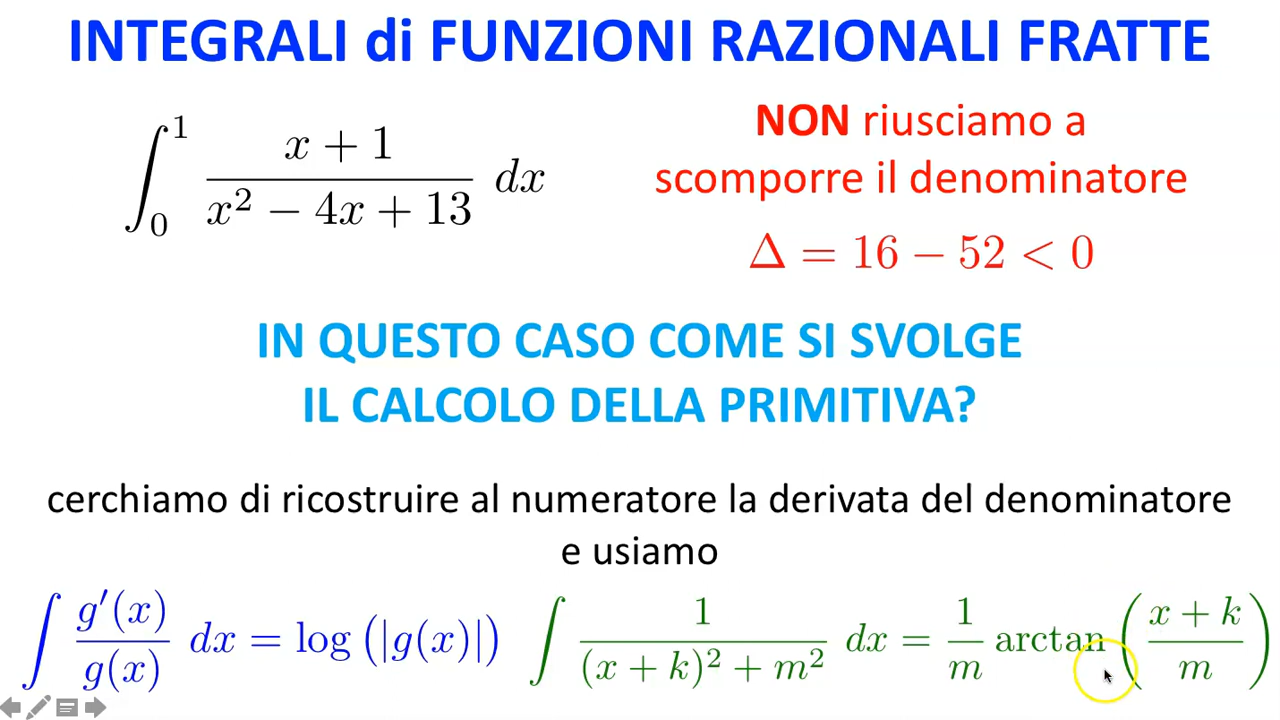 INTEGRALI di FUNZIONI RAZIONALI FRATTE
∫₀¹ (x + 1)/(x² − 4x + 13) dx
NON riusciamo a
scomporre il denominatore
Δ = 16 − 52 < 0
IN QUESTO CASO COME SI SVOLGE
IL CALCOLO DELLA PRIMITIVA?
cerchiamo di ricostruire al numeratore la derivata del denominatore
e usiamo
∫ g′(x)/g(x) dx = log (|g(x)|)
∫ 1/((x + k)² + m²) dx = 1/m arctan ((x + k)/m)